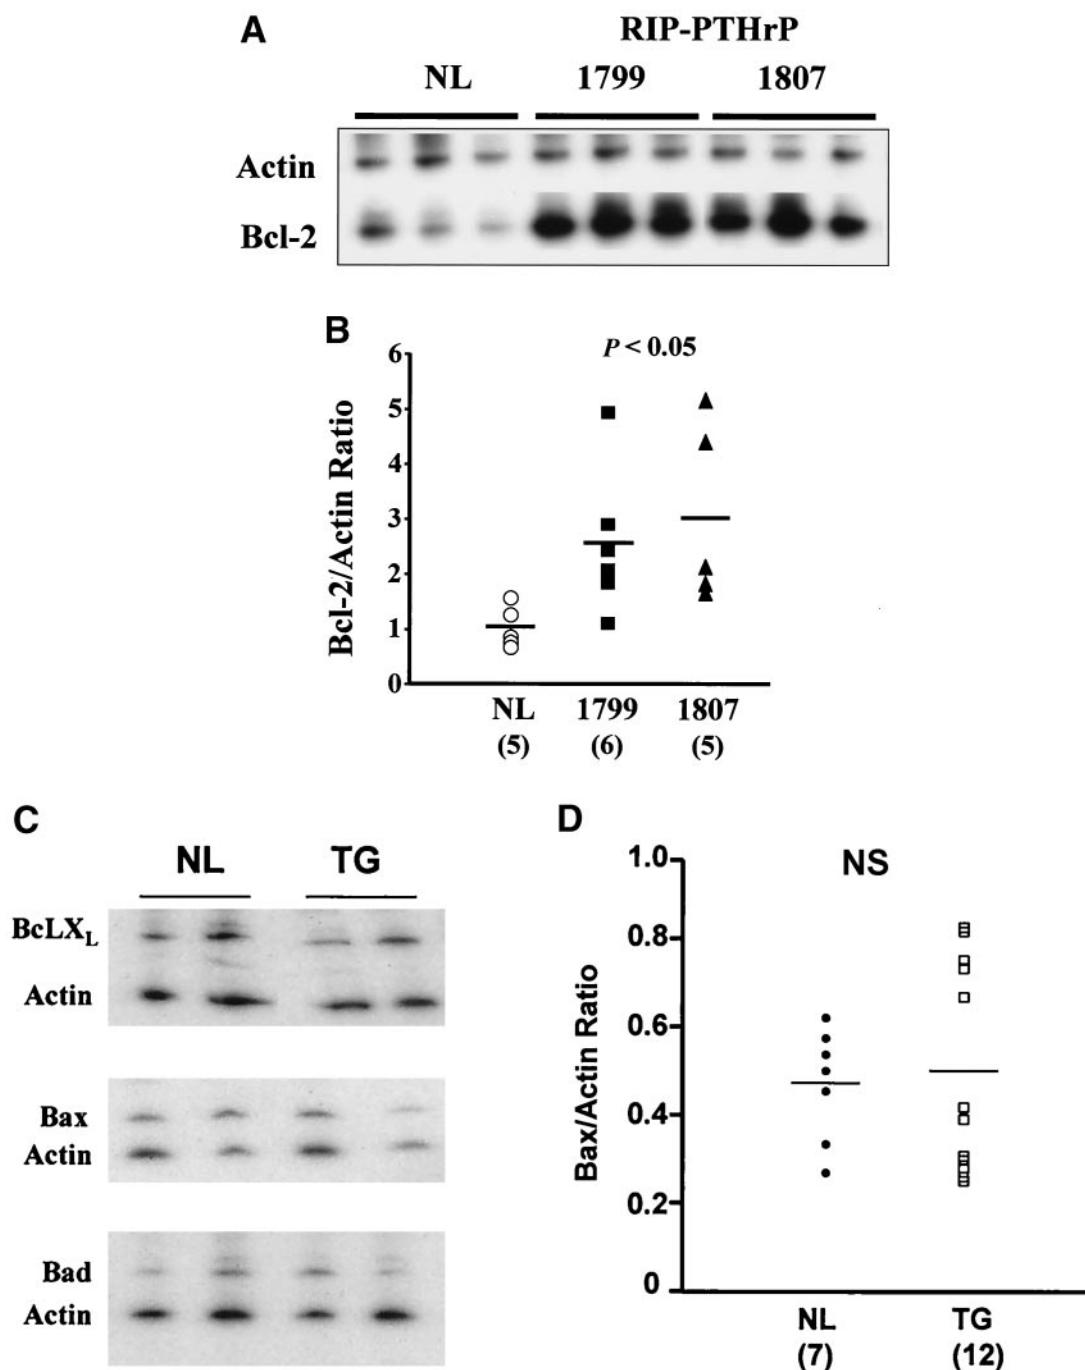 A
RIP-PTHrP
NL 1799 1807
Actin
Bcl-2
B
P < 0.05
Bcl-2/Actin Ratio
6
5
4
3
2
1
0
NL 1799 1807
(5) (6) (5)
C
NL TG
BcLXL
Actin
Bax
Actin
Bad
Actin
D
NS
Bax/Actin Ratio
1.0
0.8
0.6
0.4
0.2
0
NL TG
(7) (12)